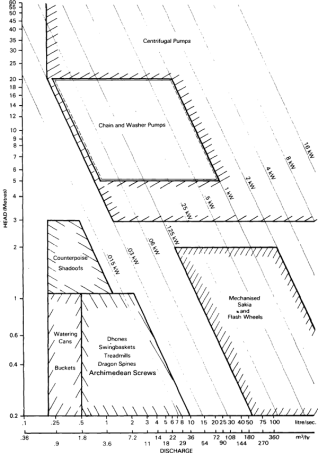 60
55
50
45
40
35
30
25
20
18
16
14
12
10
9
8
7
6
5
4
3
2
1
0.6
0.4
0.2
HEAD (Metres)
Centrifugal Pumps
Chain and Washer Pumps
16 kW
8 kW
4 kW
2 kW
1 kW
.5 kW
.25 kW
.125 kW
.06 kW
.03 kW
.015 kW
Counterpoise
Shadoofs
Mechanised
Sakia
and
Flash Wheels
Watering
Cans
Buckets
Dhones
Swingbaskets
Treadmills
Dragon Spines
Archimedean Screws
.1 .25 .5 1 2 3 4 5 6 7 8 10 15 20 25 30 40 50 75 100 litre/sec.
.36 1.8 7.2 14 22 36 72 108 180 360 m³/hy
.9 3.6 11 18 29 54 90 144 270
DISCHARGE